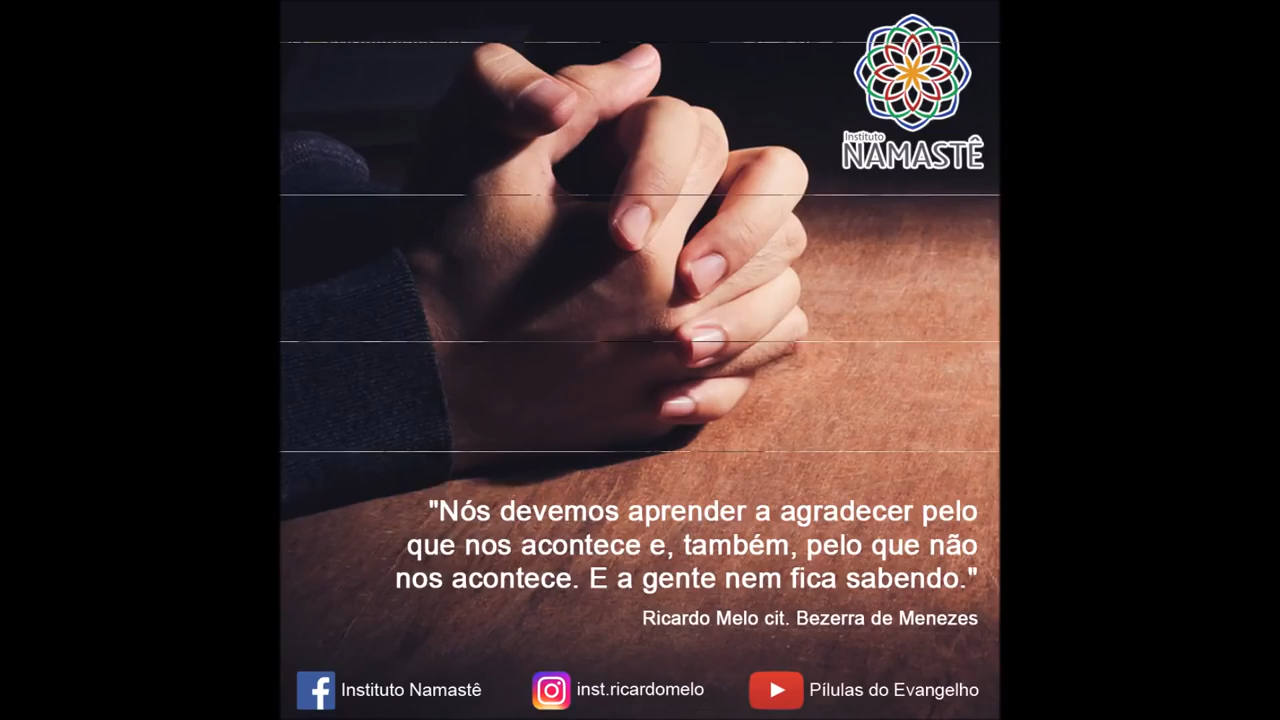 Instituto
NAMASTÊ
"Nós devemos aprender a agradecer pelo
que nos acontece e, também, pelo que não
nos acontece. E a gente nem fica sabendo."
Ricardo Melo cit. Bezerra de Menezes
Instituto Namastê
inst.ricardomelo
Pílulas do Evangelho